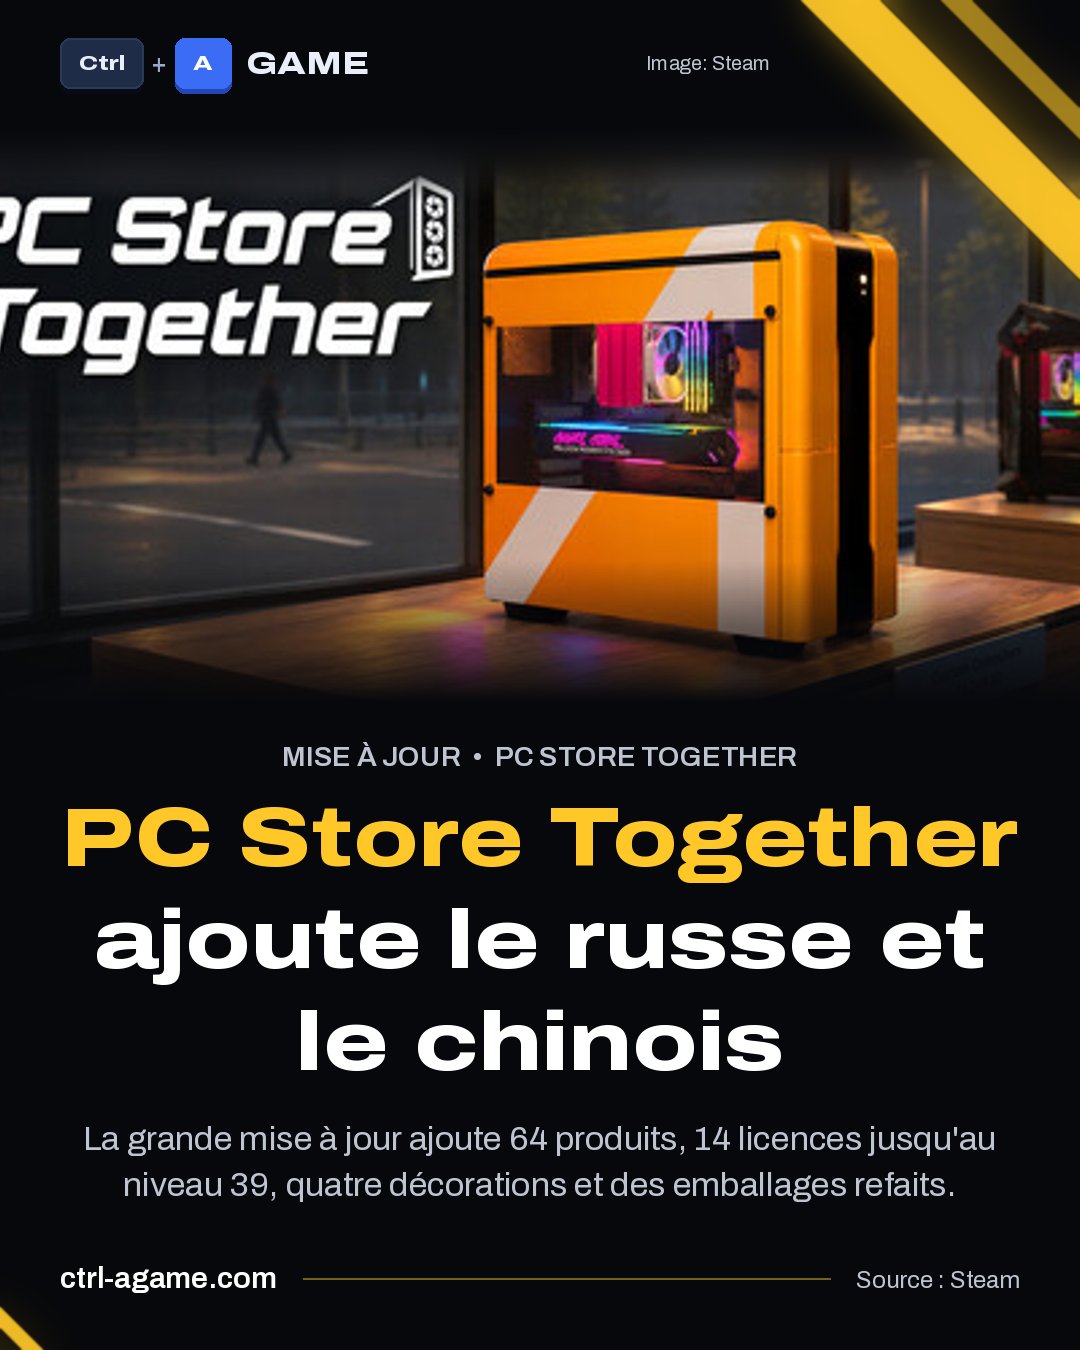 Ctrl + A GAME
Image: Steam
PC Store
Together
MISE À JOUR • PC STORE TOGETHER
PC Store Together
ajoute le russe et
le chinois
La grande mise à jour ajoute 64 produits, 14 licences jusqu'au
niveau 39, quatre décorations et des emballages refaits.
ctrl-agame.com
Source : Steam